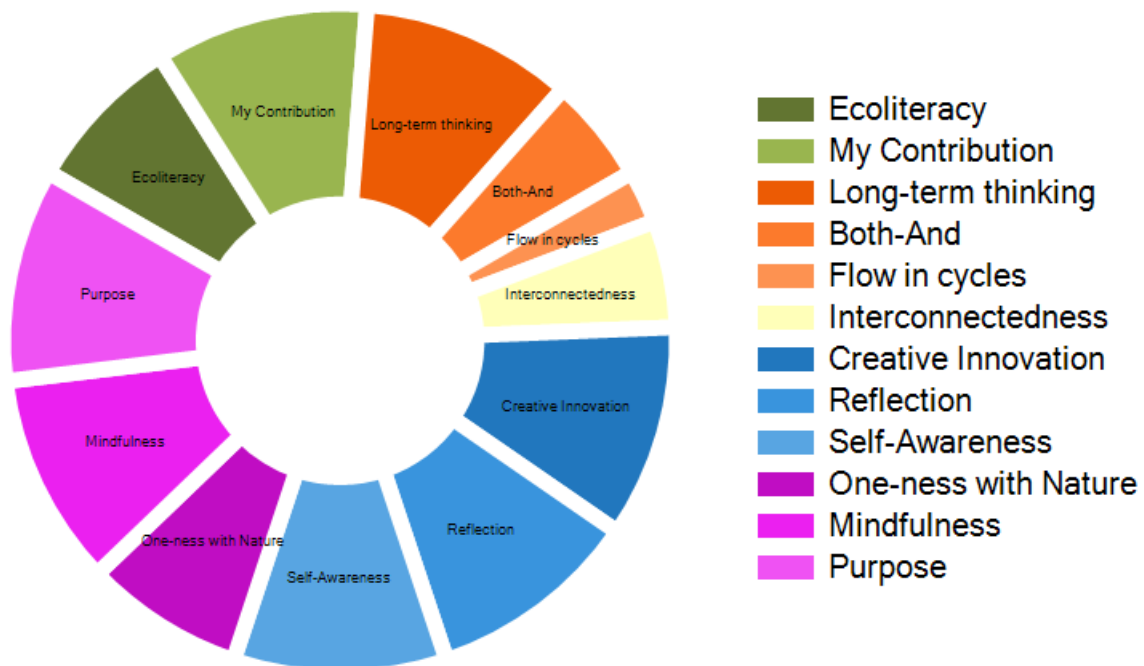 My Contribution
Long-term thinking
Ecoliteracy
Both-And
Flow in cycles
Purpose
Interconnectedness
Creative Innovation
Mindfulness
Reflection
One-ness with Nature
Self-Awareness
Ecoliteracy
My Contribution
Long-term thinking
Both-And
Flow in cycles
Interconnectedness
Creative Innovation
Reflection
Self-Awareness
One-ness with Nature
Mindfulness
Purpose